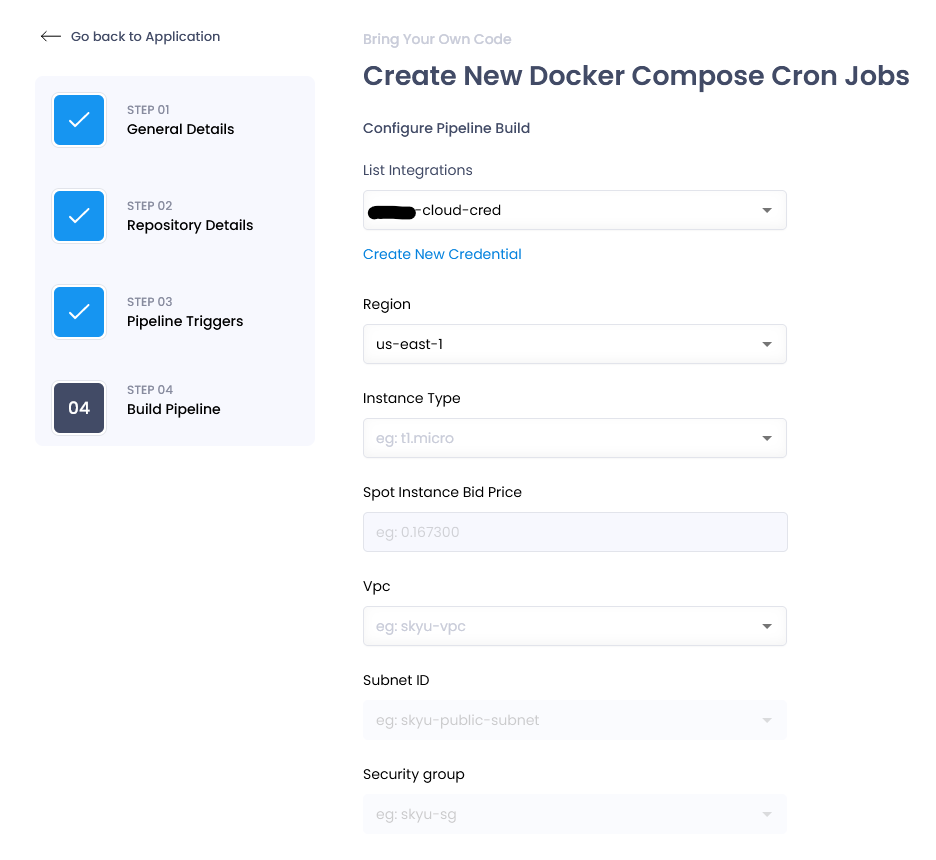 Go back to Application
STEP 01
General Details
STEP 02
Repository Details
STEP 03
Pipeline Triggers
04
STEP 04
Build Pipeline
Bring Your Own Code
Create New Docker Compose Cron Jobs
Configure Pipeline Build
List Integrations
-cloud-cred
Create New Credential
Region
us-east-1
Instance Type
eg: t1.micro
Spot Instance Bid Price
eg: 0.167300
Vpc
eg: skyu-vpc
Subnet ID
eg: skyu-public-subnet
Security group
eg: skyu-sg